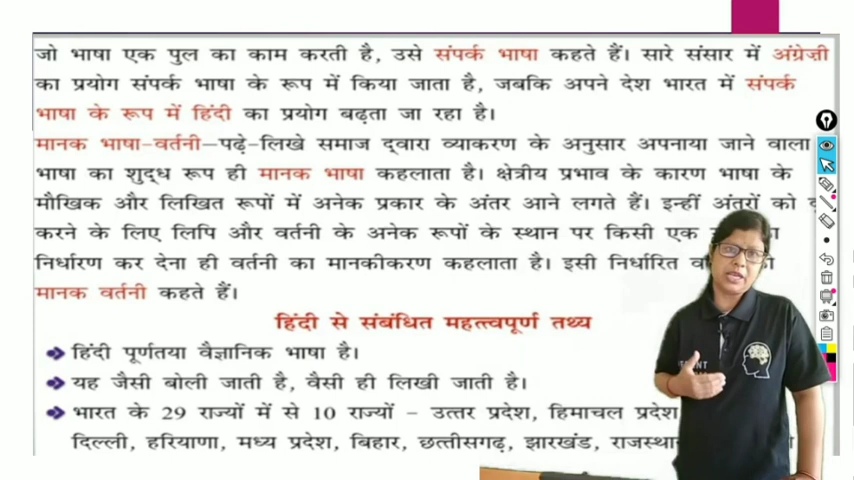 जो भाषा एक पुल का काम करती है, उसे संपर्क भाषा कहते हैं। सारे संसार में अंग्रेज़ी
का प्रयोग संपर्क भाषा के रूप में किया जाता है, जबकि अपने देश भारत में संपर्क
भाषा के रूप में हिंदी का प्रयोग बढ़ता जा रहा है।
मानक भाषा-वर्तनी—पढ़े-लिखे समाज द्वारा व्याकरण के अनुसार अपनाया जाने वाला
भाषा का शुद्ध रूप ही मानक भाषा कहलाता है। क्षेत्रीय प्रभाव के कारण भाषा के
मौखिक और लिखित रूपों में अनेक प्रकार के अंतर आने लगते हैं। इन्हीं अंतरों को
करने के लिए लिपि और वर्तनी के अनेक रूपों के स्थान पर किसी एक
निर्धारण कर देना ही वर्तनी का मानकीकरण कहलाता है। इसी निर्धारित
मानक वर्तनी कहते हैं।
हिंदी से संबंधित महत्त्वपूर्ण तथ्य
हिंदी पूर्णतया वैज्ञानिक भाषा है।
यह जैसी बोली जाती है, वैसी ही लिखी जाती है।
भारत के 29 राज्यों में से 10 राज्यों – उत्तर प्रदेश, हिमाचल प्रदेश
दिल्ली, हरियाणा, मध्य प्रदेश, बिहार, छत्तीसगढ़, झारखंड,